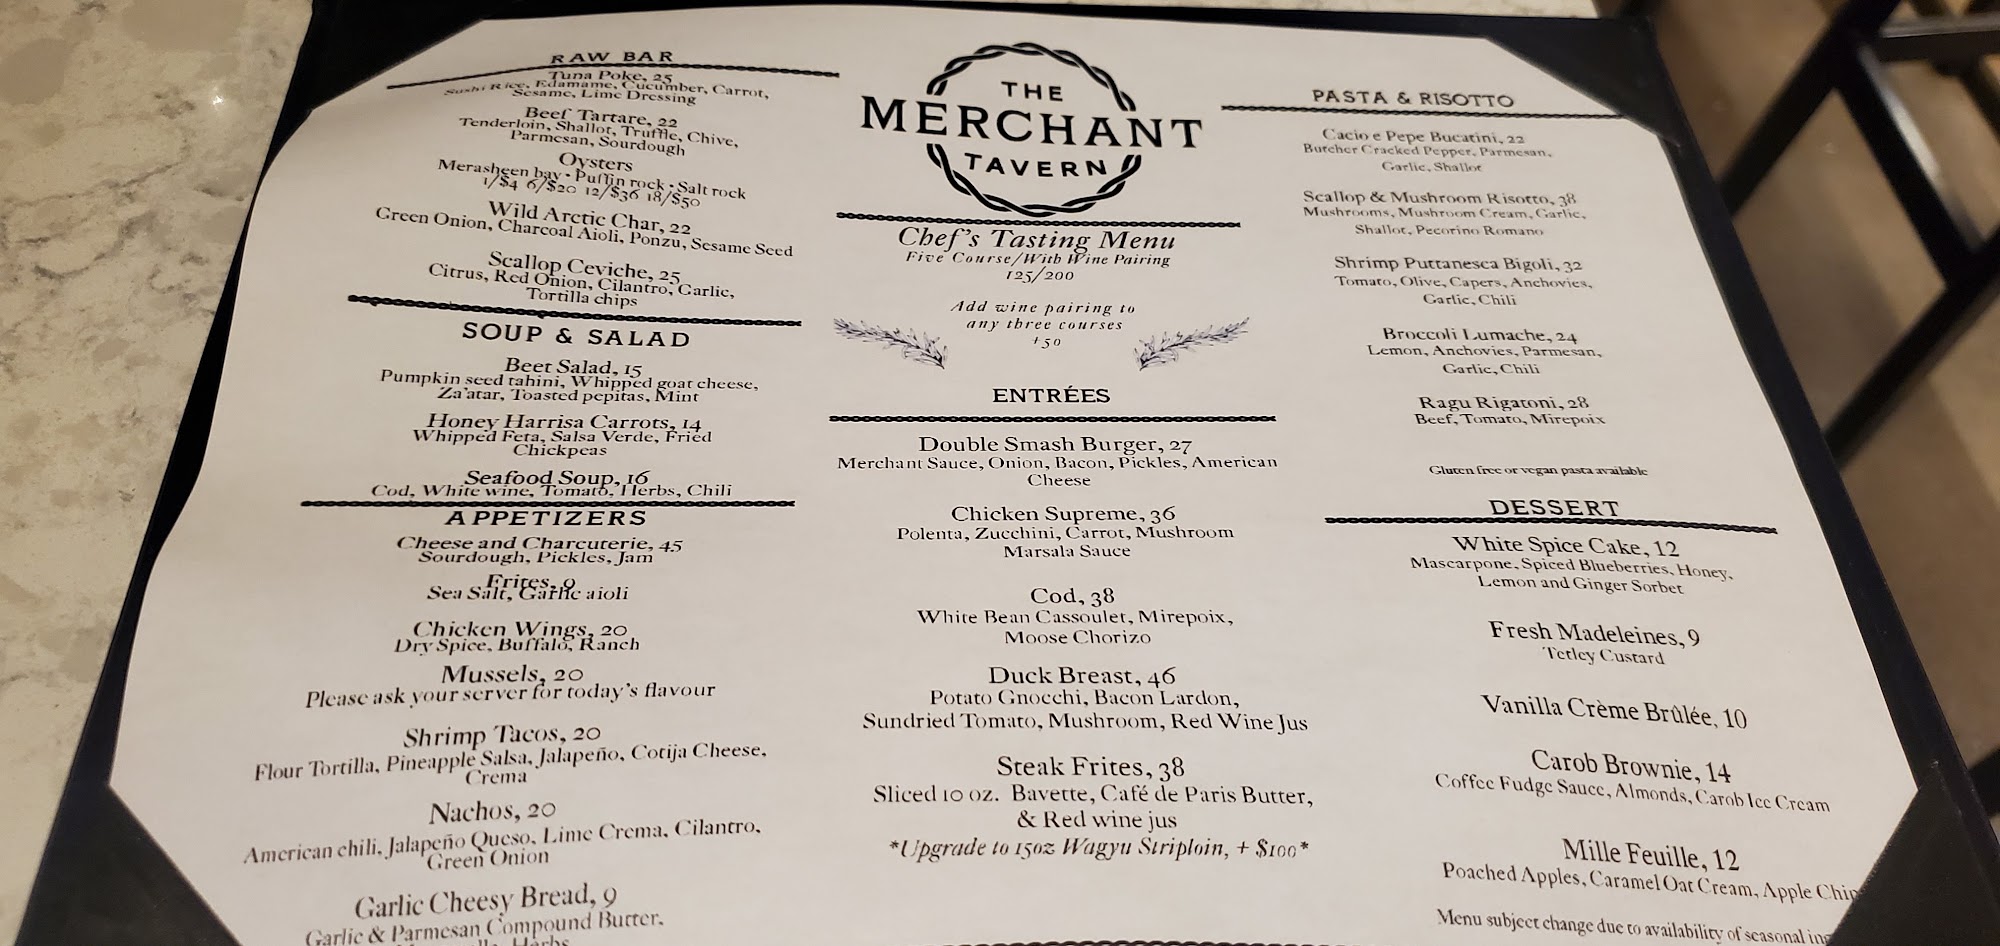 RAW BAR
Tuna Poke, 25
Sushi Rice, Edamame, Cucumber, Carrot,
Sesame, Lime Dressing
Beef Tartare, 22
Tenderloin, Shallot, Truffle, Chive,
Parmesan, Sourdough
Oysters
Merasheen bay • Puffin rock • Salt rock
1/$4 6/$20 12/$36 18/$50
Wild Arctic Char, 22
Green Onion, Charcoal Aioli, Ponzu, Sesame Seed
Scallop Ceviche, 25
Citrus, Red Onion, Cilantro, Garlic,
Tortilla chips
SOUP & SALAD
Beet Salad, 15
Pumpkin seed tahini, Whipped goat cheese,
Za'atar, Toasted pepitas, Mint
Honey Harrisa Carrots, 14
Whipped Feta, Salsa Verde, Fried
Chickpeas
Seafood Soup, 16
Cod, White wine, Tomato, Herbs, Chili
APPETIZERS
Cheese and Charcuterie, 45
Sourdough, Pickles, Jam
Frites, 9
Sea Salt, Garlic aioli
Chicken Wings, 20
Dry Spice, Buffalo, Ranch
Mussels, 20
Please ask your server for today's flavour
Shrimp Tacos, 20
Flour Tortilla, Pineapple Salsa, Jalapeño, Cotija Cheese,
Crema
Nachos, 20
American chili, Jalapeño Queso, Lime Crema, Cilantro,
Green Onion
Garlic Cheesy Bread, 9
Garlic & Parmesan Compound Butter,
Herbs
THE
MERCHANT
TAVERN
Chef's Tasting Menu
Five Course/With Wine Pairing
125/200
Add wine pairing to
any three courses
+50
ENTRÉES
Double Smash Burger, 27
Merchant Sauce, Onion, Bacon, Pickles, American
Cheese
Chicken Supreme, 36
Polenta, Zucchini, Carrot, Mushroom
Marsala Sauce
Cod, 38
White Bean Cassoulet, Mirepoix,
Moose Chorizo
Duck Breast, 46
Potato Gnocchi, Bacon Lardon,
Sundried Tomato, Mushroom, Red Wine Jus
Steak Frites, 38
Sliced 10 oz. Bavette, Café de Paris Butter,
& Red wine jus
*Upgrade to 15oz Wagyu Striploin, + $100*
PASTA & RISOTTO
Cacio e Pepe Bucatini, 22
Butcher Cracked Pepper, Parmesan,
Garlic, Shallot
Scallop & Mushroom Risotto, 38
Mushrooms, Mushroom Cream, Garlic,
Shallot, Pecorino Romano
Shrimp Puttanesca Bigoli, 32
Tomato, Olive, Capers, Anchovies,
Garlic, Chili
Broccoli Lumache, 24
Lemon, Anchovies, Parmesan,
Garlic, Chili
Ragu Rigatoni, 28
Beef, Tomato, Mirepoix
Gluten free or vegan pasta available
DESSERT
White Spice Cake, 12
Mascarpone, Spiced Blueberries, Honey,
Lemon and Ginger Sorbet
Fresh Madeleines, 9
Tetley Custard
Vanilla Crème Brûlée, 10
Carob Brownie, 14
Coffee Fudge Sauce, Almonds, Carob Ice Cream
Mille Feuille, 12
Poached Apples, Caramel Oat Cream, Apple Chip
Menu subject change due to availability of seasonal